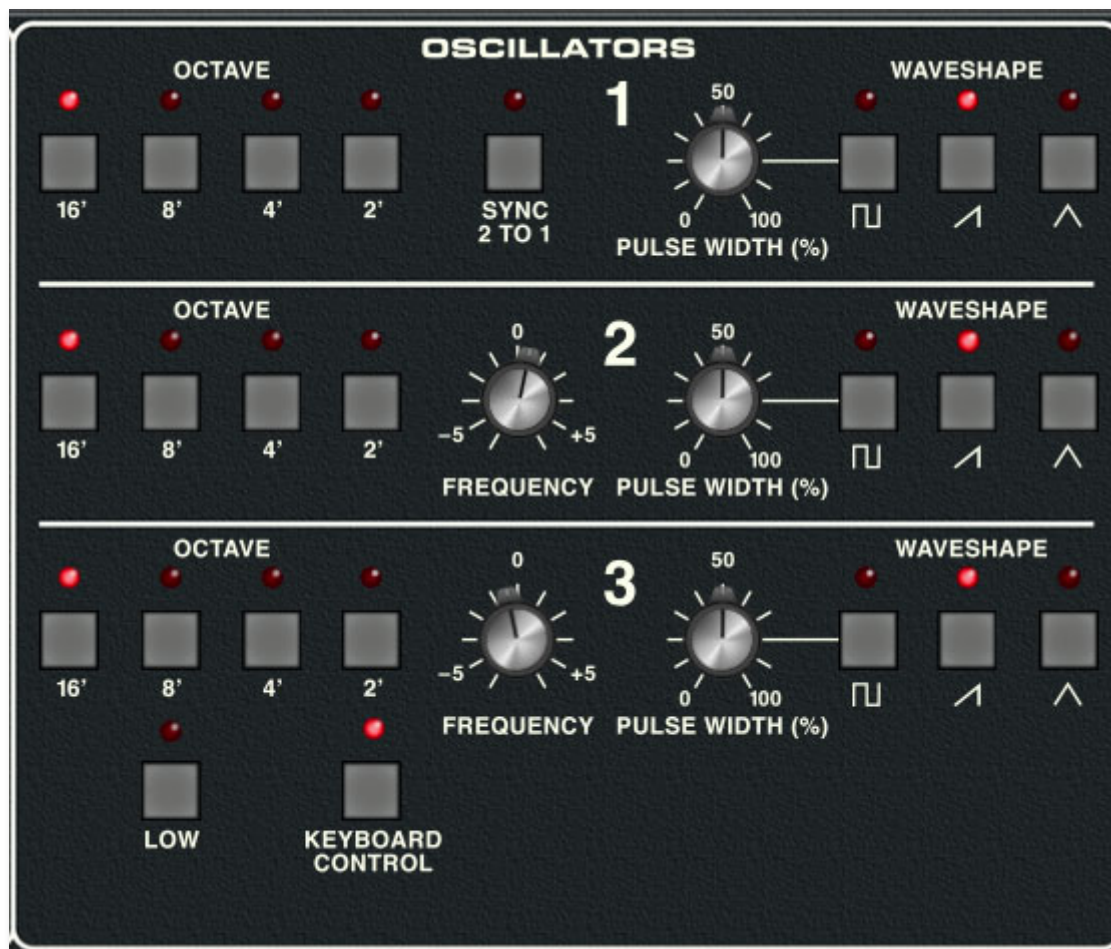 OSCILLATORS
OCTAVE
WAVESHAPE
1
50
16’ 8’ 4’ 2’
SYNC
2 TO 1
0 100
PULSE WIDTH (%)
OCTAVE
WAVESHAPE
0
2
50
–5 +5
16’ 8’ 4’ 2’
0 100
FREQUENCY
PULSE WIDTH (%)
OCTAVE
WAVESHAPE
0
3
50
–5 +5
16’ 8’ 4’ 2’
0 100
FREQUENCY
PULSE WIDTH (%)
LOW
KEYBOARD
CONTROL